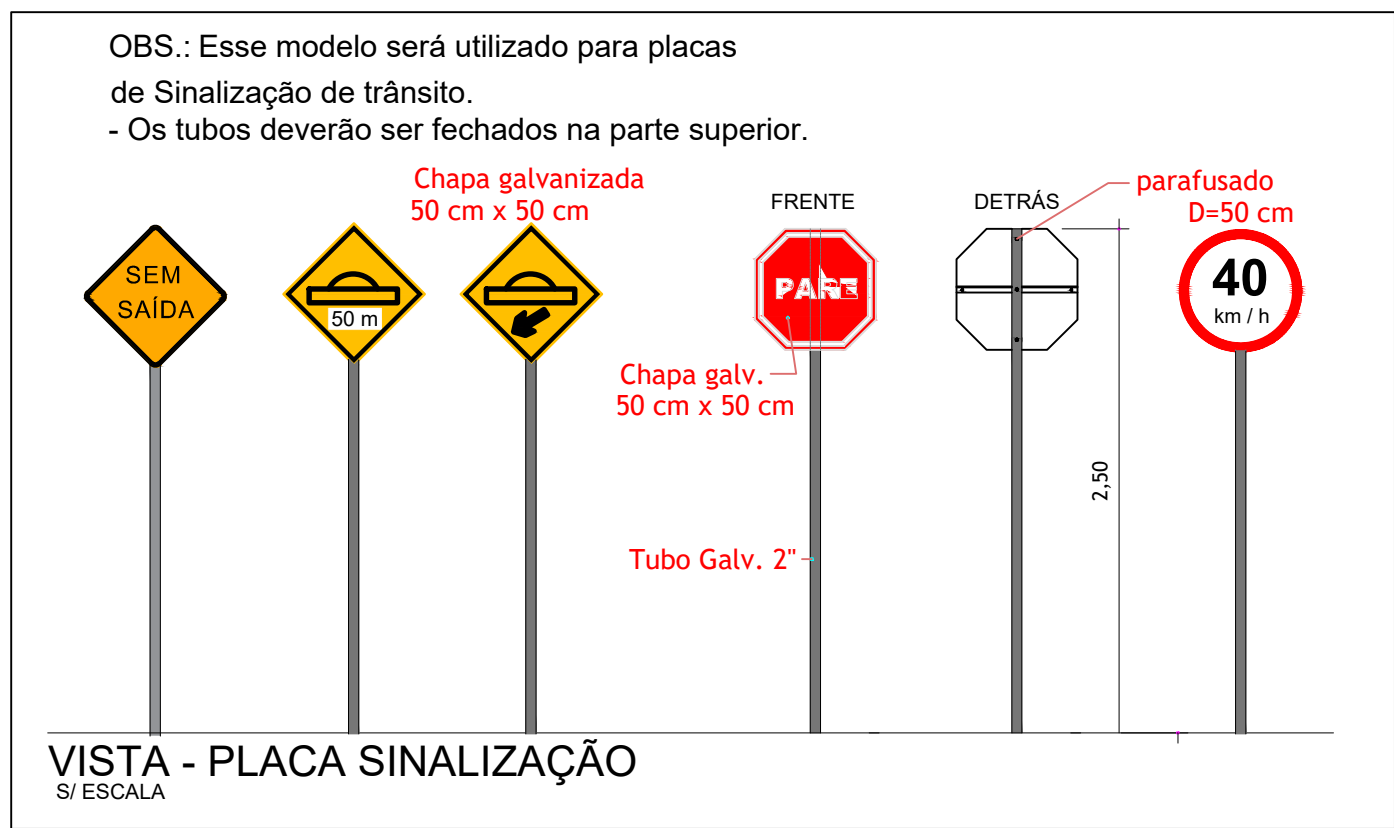 OBS.: Esse modelo será utilizado para placas
de Sinalização de trânsito.
- Os tubos deverão ser fechados na parte superior.
Chapa galvanizada
50 cm x 50 cm
FRENTE
DETRÁS
parafusado
D=50 cm
SEM
SAÍDA
50 m
PARE
40
km / h
Chapa galv.
50 cm x 50 cm
2,50
Tubo Galv. 2"
VISTA - PLACA SINALIZAÇÃO
S/ ESCALA